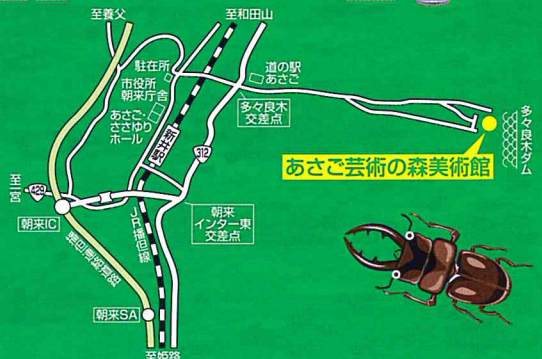 至養父
至和田山
駐在所
市役所
朝来庁舎
あさご・
ささゆり
ホール
道の駅
あさご
多々良木
交差点
新井駅
312
多々良木ダム
あさご芸術の森美術館
至一宮
429
朝来IC
JR播但線
朝来
インター東
交差点
播但連絡道路
朝来SA
至姫路